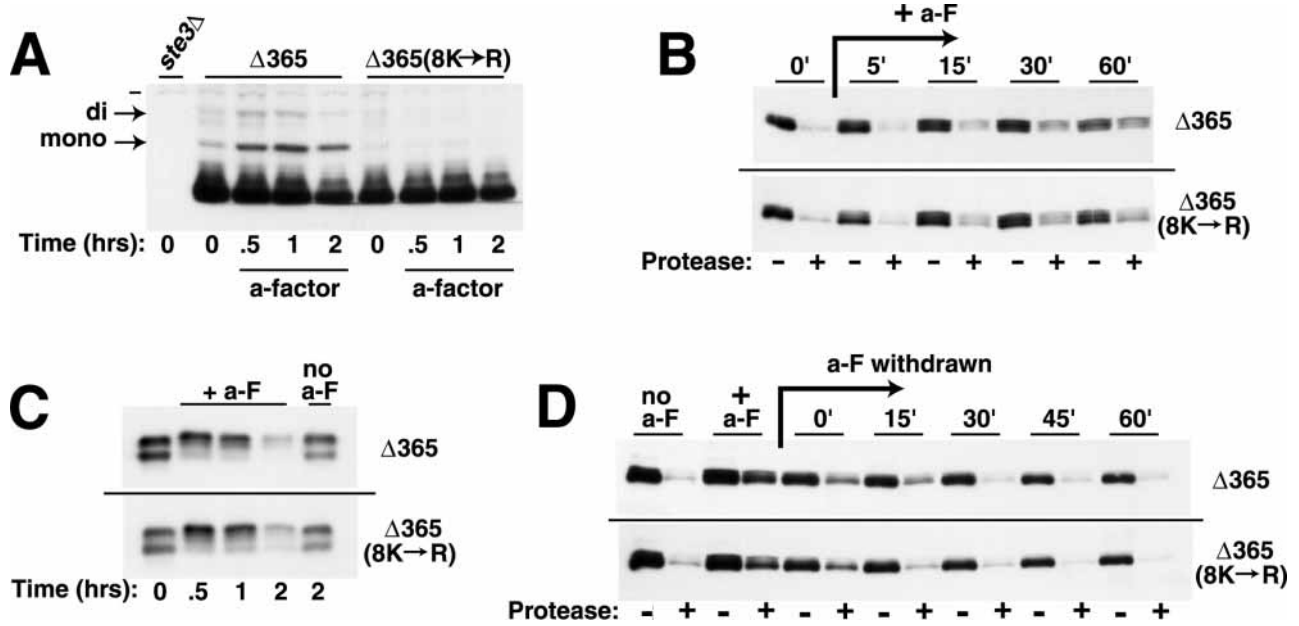 A
ste3Δ
Δ365
Δ365(8K→R)
di
mono
Time (hrs): 0 0 .5 1 2 0 .5 1 2
a-factor a-factor
B
+ a-F
0' 5' 15' 30' 60'
Δ365
Δ365
(8K→R)
Protease: - + - + - + - + - +
C
+ a-F
no
a-F
Δ365
Δ365
(8K→R)
Time (hrs): 0 .5 1 2 2
D
a-F withdrawn
no
a-F
+
a-F
0' 15' 30' 45' 60'
Δ365
Δ365
(8K→R)
Protease: - + - + - + - + - + - + - +